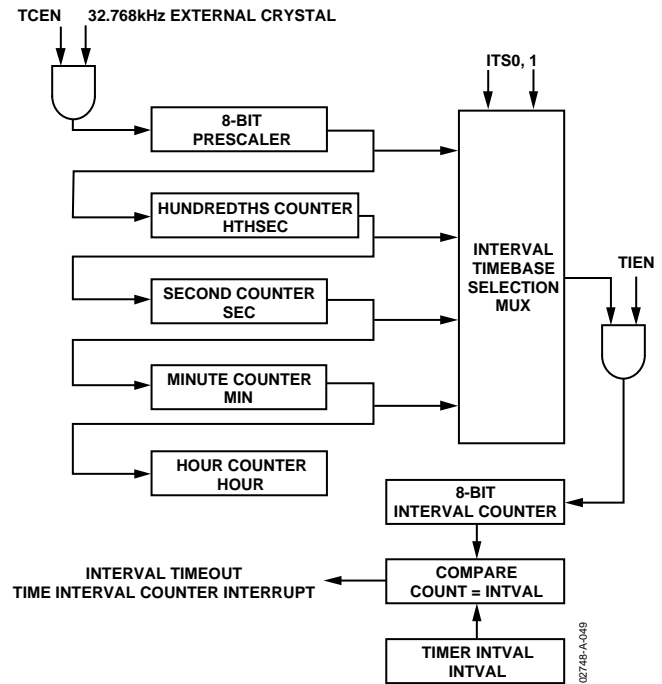 TCEN 32.768kHz EXTERNAL CRYSTAL
ITS0, 1
8-BIT
PRESCALER
HUNDREDTHS COUNTER
HTHSEC
INTERVAL
TIMEBASE
SELECTION
MUX
TIEN
SECOND COUNTER
SEC
MINUTE COUNTER
MIN
HOUR COUNTER
HOUR
8-BIT
INTERVAL COUNTER
INTERVAL TIMEOUT
TIME INTERVAL COUNTER INTERRUPT
COMPARE
COUNT = INTVAL
TIMER INTVAL
INTVAL
02748-A-049